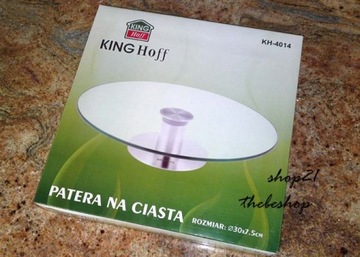 KING
Hoff
KING Hoff
KH-4014
PATERA NA CIASTA
ROZMIAR: Ø30x7.5cm
shop21
thebeshop